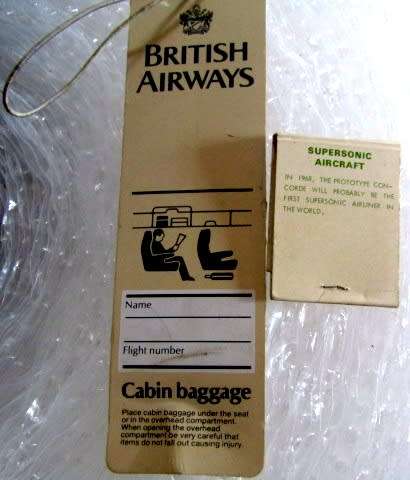 BRITISH
AIRWAYS
Name
Flight number
Cabin baggage
Place cabin baggage under the seat
or in the overhead compartment.
When opening the overhead
compartment be very careful that
items do not fall out causing injury.
SUPERSONIC
AIRCRAFT
IN 1968, THE PROTOTYPE CON-
CORDE WILL PROBABLY BE THE
FIRST SUPERSONIC AIRLINER IN
THE WORLD.